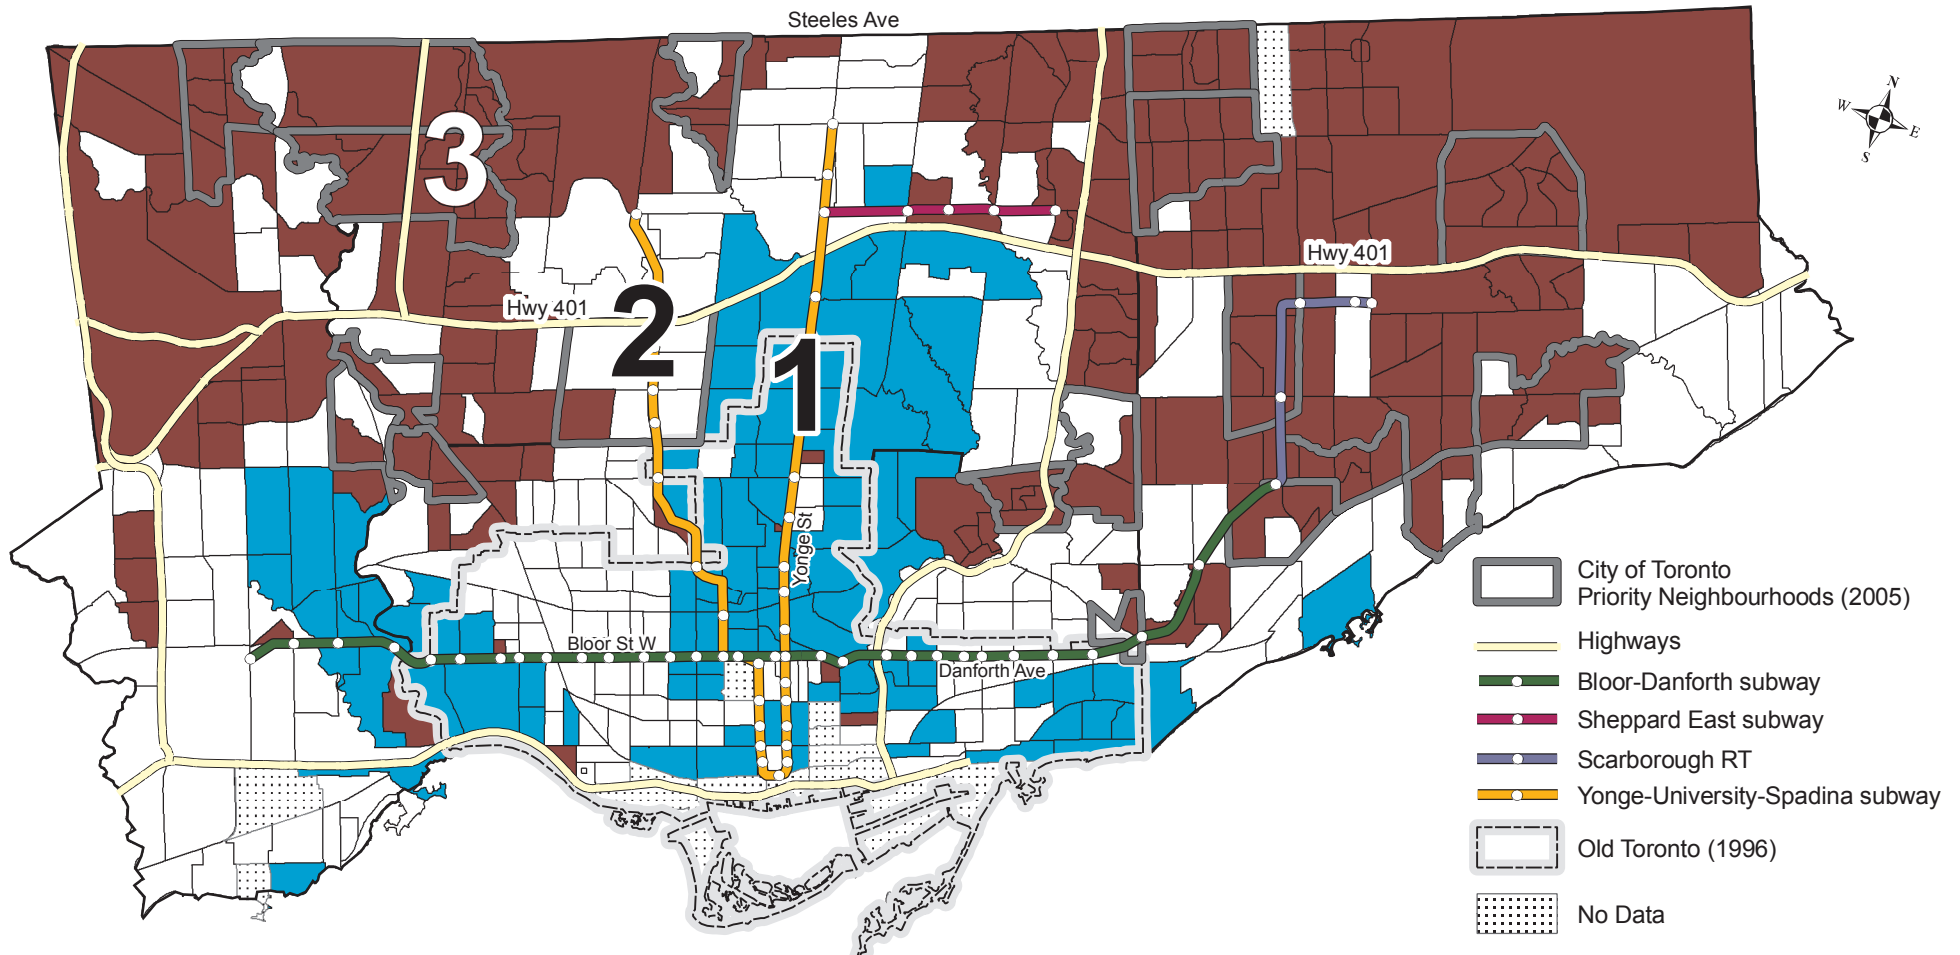 Steeles Ave
N
W
E
S
3
Hwy 401
Hwy 401
2
1
Yonge St
Bloor St W
Danforth Ave
City of Toronto
Priority Neighbourhoods (2005)
Highways
Bloor-Danforth subway
Sheppard East subway
Scarborough RT
Yonge-University-Spadina subway
Old Toronto (1996)
No Data